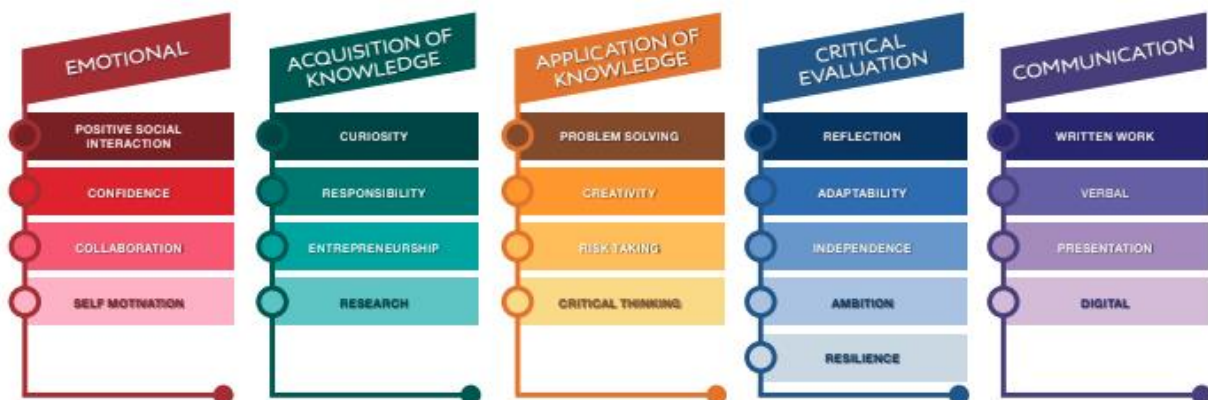 EMOTIONAL
POSITIVE SOCIAL
INTERACTION
CONFIDENCE
COLLABORATION
SELF MOTIVATION
ACQUISITION OF
KNOWLEDGE
CURIOSITY
RESPONSIBILITY
ENTREPRENEURSHIP
RESEARCH
APPLICATION OF
KNOWLEDGE
PROBLEM SOLVING
CREATIVITY
RISK TAKING
CRITICAL THINKING
CRITICAL
EVALUATION
REFLECTION
ADAPTABILITY
INDEPENDENCE
AMBITION
RESILIENCE
COMMUNICATION
WRITTEN WORK
VERBAL
PRESENTATION
DIGITAL